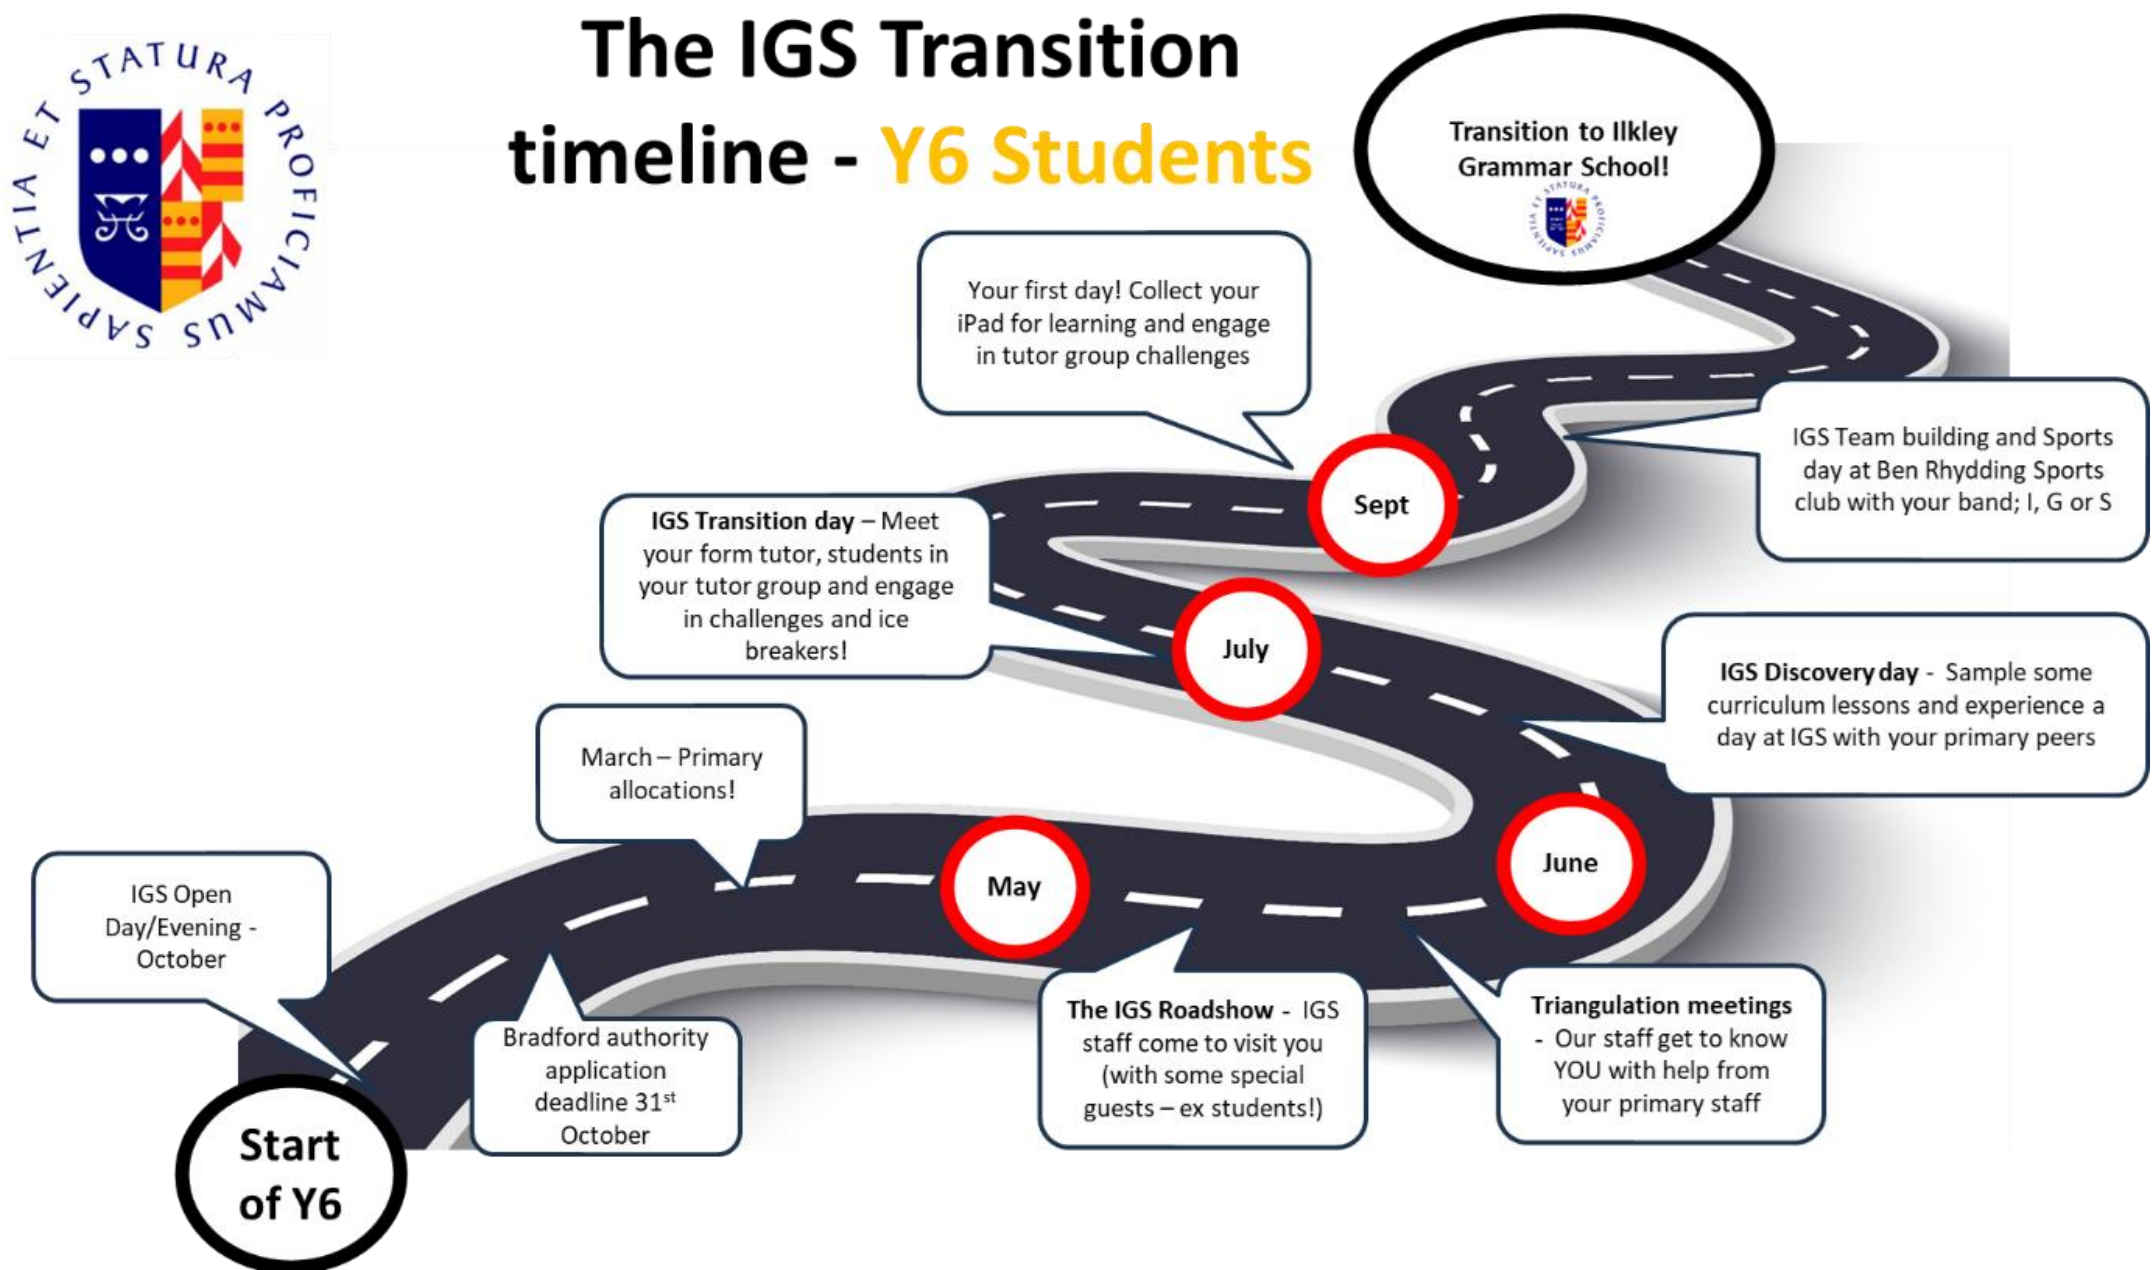 The IGS Transition
timeline - Y6 Students
SAPIENTIA ET STATURA PROFICIAMUS
Transition to Ilkley
Grammar School!
SAPIENTIA ET STATURA PROFICIAMUS
Your first day! Collect your
iPad for learning and engage
in tutor group challenges
IGS Team building and Sports
day at Ben Rhydding Sports
club with your band; I, G or S
Sept
IGS Transition day – Meet
your form tutor, students in
your tutor group and engage
in challenges and ice
breakers!
July
IGS Discovery day - Sample some
curriculum lessons and experience a
day at IGS with your primary peers
March – Primary
allocations!
May
June
IGS Open
Day/Evening -
October
Bradford authority
application
deadline 31st
October
The IGS Roadshow - IGS
staff come to visit you
(with some special
guests – ex students!)
Triangulation meetings
- Our staff get to know
YOU with help from
your primary staff
Start
of Y6